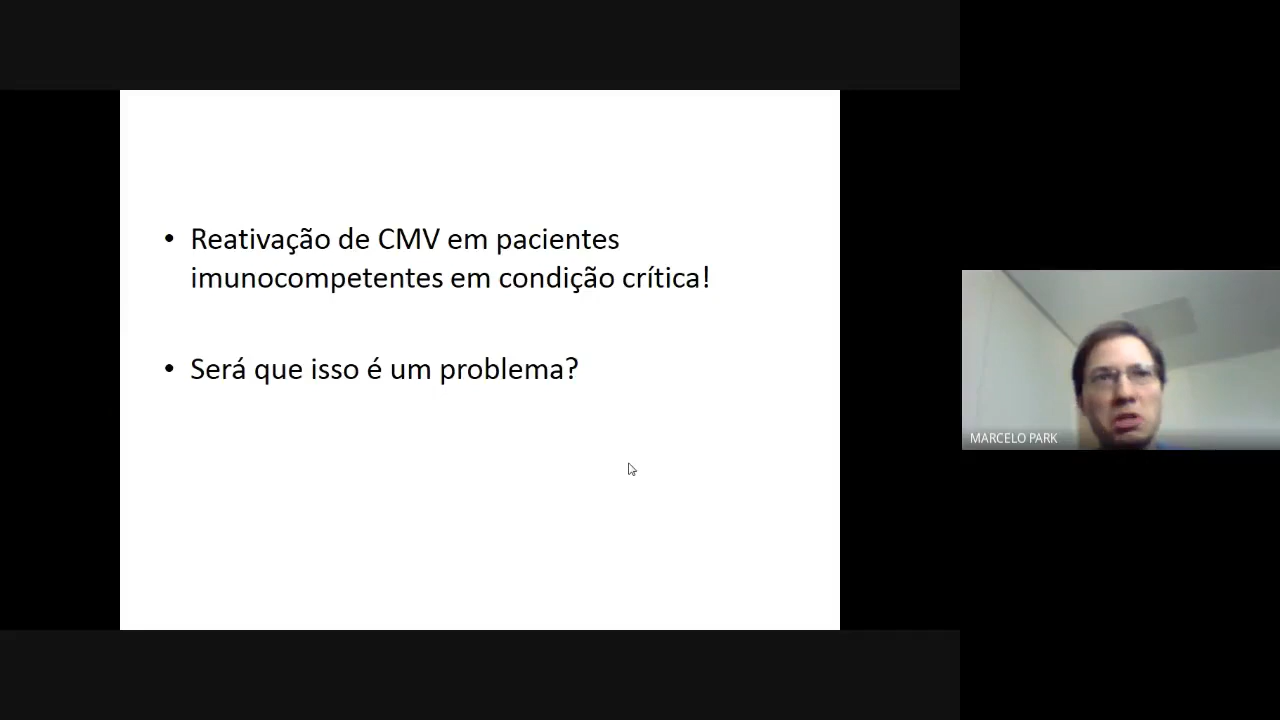 • Reativação de CMV em pacientes
imunocompetentes em condição crítica!
• Será que isso é um problema?
MARCELO PARK